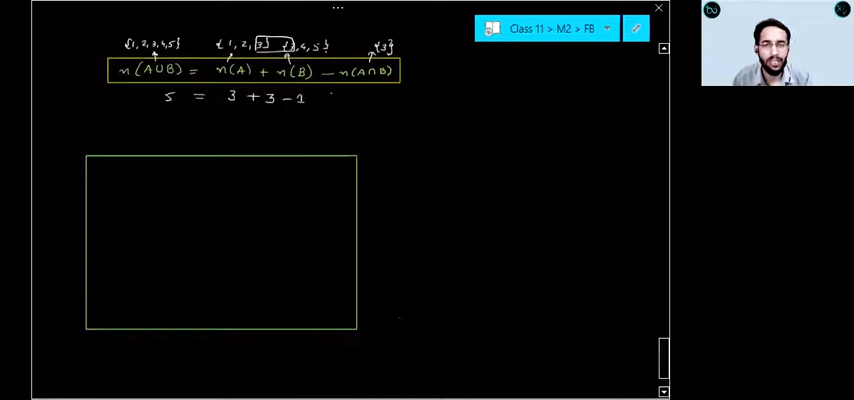 Class 11 > M2 > FB
{1,2,3,4,5} {1,2,3} {3,4,5} {3}
n(A∪B) = n(A) + n(B) - n(A∩B)
5 = 3 + 3 - 1